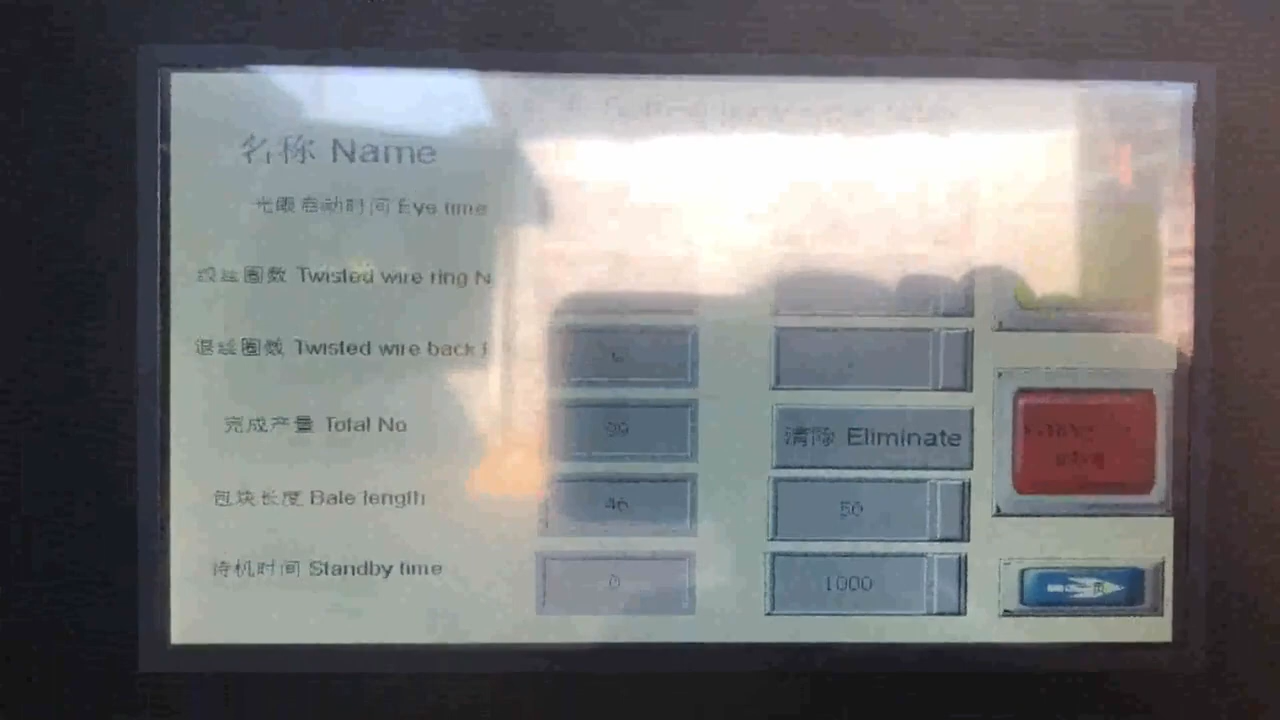 名称 Name
光眼启动时间 Eye time
绞丝圈数 Twisted wire ring N
退丝圈数 Twisted wire back
6
完成产量 Total No
99
清除 Eliminate
包块长度 Bale length
46
50
待机时间 Standby time
0
1000